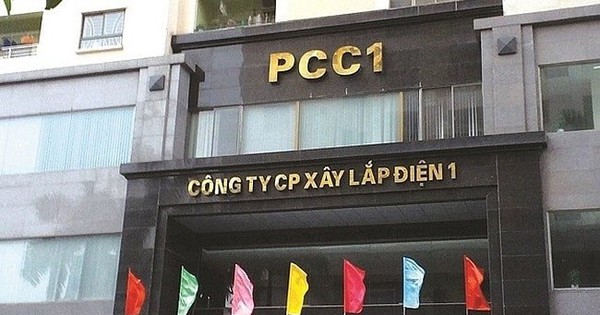 PCC1
CÔNG TY CP XÂY LẮP ĐIỆN 1